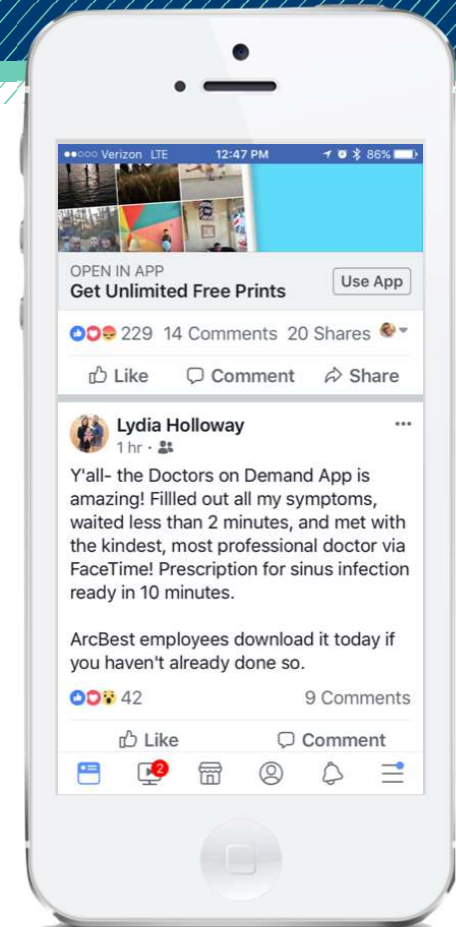 Verizon LTE 12:47 PM 86%
OPEN IN APP
Get Unlimited Free Prints
Use App
229 14 Comments 20 Shares
Like Comment Share
Lydia Holloway
1 hr ·
Y'all- the Doctors on Demand App is
amazing! Fillled out all my symptoms,
waited less than 2 minutes, and met with
the kindest, most professional doctor via
FaceTime! Prescription for sinus infection
ready in 10 minutes.
ArcBest employees download it today if
you haven't already done so.
42 9 Comments
Like Comment
2